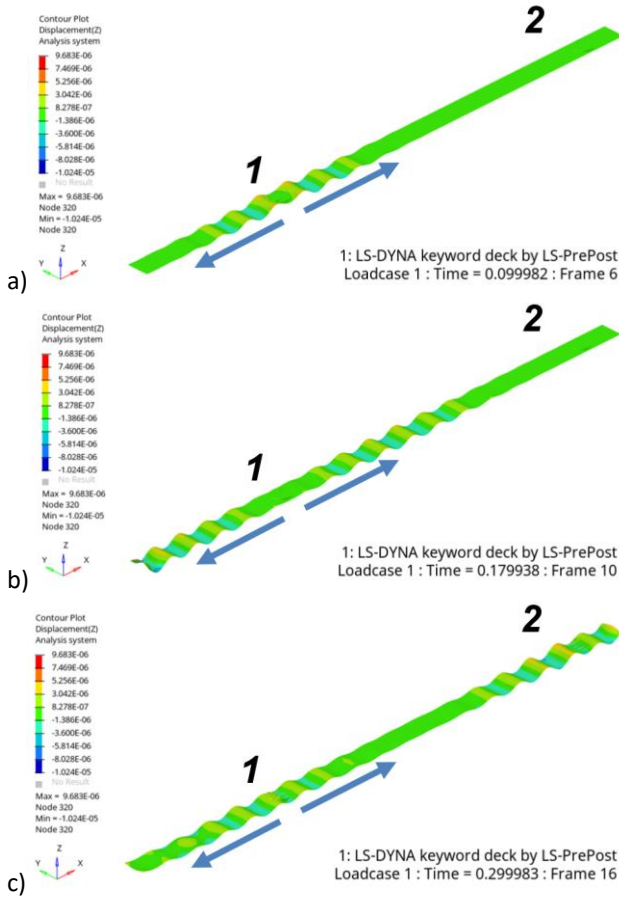 Contour Plot
Displacement(Z)
Analysis system
9.683E-06
7.469E-06
5.256E-06
3.042E-06
8.278E-07
-1.386E-06
-3.600E-06
-5.814E-06
-8.028E-06
-1.024E-05
No Result
Max = 9.683E-06
Node 320
Min = -1.024E-05
Node 320
Z
Y X
1
2
a)
1: LS-DYNA keyword deck by LS-PrePost
Loadcase 1 : Time = 0.099982 : Frame 6
Contour Plot
Displacement(Z)
Analysis system
9.683E-06
7.469E-06
5.256E-06
3.042E-06
8.278E-07
-1.386E-06
-3.600E-06
-5.814E-06
-8.028E-06
-1.024E-05
No Result
Max = 9.683E-06
Node 320
Min = -1.024E-05
Node 320
Z
Y X
1
2
b)
1: LS-DYNA keyword deck by LS-PrePost
Loadcase 1 : Time = 0.179938 : Frame 10
Contour Plot
Displacement(Z)
Analysis system
9.683E-06
7.469E-06
5.256E-06
3.042E-06
8.278E-07
-1.386E-06
-3.600E-06
-5.814E-06
-8.028E-06
-1.024E-05
No Result
Max = 9.683E-06
Node 320
Min = -1.024E-05
Node 320
Z
Y X
1
2
c)
1: LS-DYNA keyword deck by LS-PrePost
Loadcase 1 : Time = 0.299983 : Frame 16